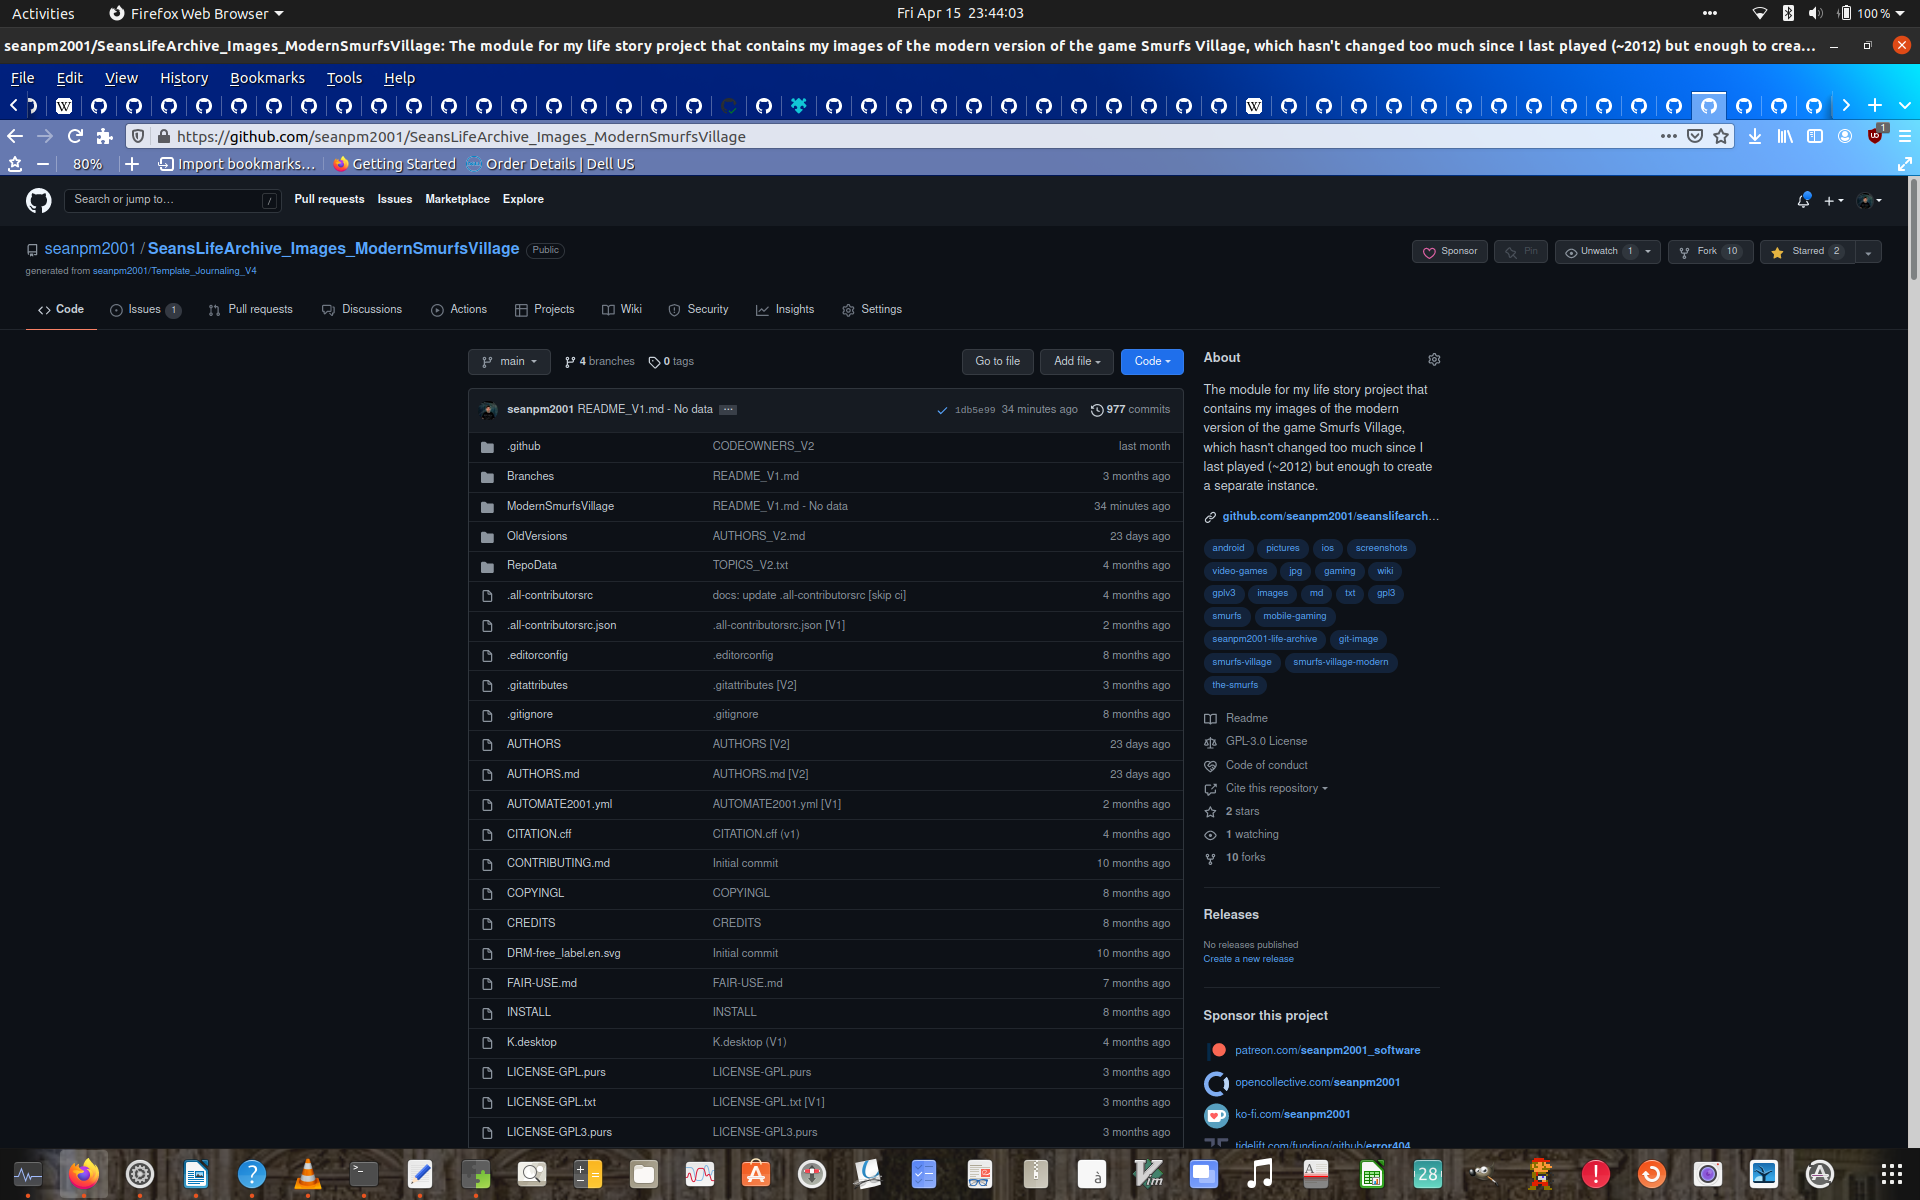 Activities Firefox Web Browser Fri Apr 15 23:44:03 100 %
seanpm2001/SeansLifeArchive_Images_ModernSmurfsVillage: The module for my life story project that contains my images of the modern version of the game Smurfs Village, which hasn't changed too much since I last played (~2012) but enough to crea...
File Edit View History Bookmarks Tools Help
https://github.com/seanpm2001/SeansLifeArchive_Images_ModernSmurfsVillage 1
80% Import bookmarks... Getting Started Order Details | Dell US
Search or jump to... / Pull requests Issues Marketplace Explore
seanpm2001 / SeansLifeArchive_Images_ModernSmurfsVillage Public Sponsor Pin Unwatch 1 Fork 10 Starred 2
generated from seanpm2001/Template_Journaling_V4
Code Issues 1 Pull requests Discussions Actions Projects Wiki Security Insights Settings
main 4 branches 0 tags Go to file Add file Code
seanpm2001 README_V1.md - No data 1db5e99 34 minutes ago 977 commits
.github CODEOWNERS_V2 last month
Branches README_V1.md 3 months ago
ModernSmurfsVillage README_V1.md - No data 34 minutes ago
OldVersions AUTHORS_V2.md 23 days ago
RepoData TOPICS_V2.txt 4 months ago
.all-contributorsrc docs: update .all-contributorsrc [skip ci] 4 months ago
.all-contributorsrc.json .all-contributorsrc.json [V1] 2 months ago
.editorconfig .editorconfig 8 months ago
.gitattributes .gitattributes [V2] 3 months ago
.gitignore .gitignore 8 months ago
AUTHORS AUTHORS [V2] 23 days ago
AUTHORS.md AUTHORS.md [V2] 23 days ago
AUTOMATE2001.yml AUTOMATE2001.yml [V1] 2 months ago
CITATION.cff CITATION.cff (v1) 4 months ago
CONTRIBUTING.md Initial commit 10 months ago
COPYINGL COPYINGL 8 months ago
CREDITS CREDITS 8 months ago
DRM-free_label.en.svg Initial commit 10 months ago
FAIR-USE.md FAIR-USE.md 7 months ago
INSTALL INSTALL 8 months ago
K.desktop K.desktop (V1) 4 months ago
LICENSE-GPL.purs LICENSE-GPL.purs 3 months ago
LICENSE-GPL.txt LICENSE-GPL.txt [V1] 3 months ago
LICENSE-GPL3.purs LICENSE-GPL3.purs 3 months ago
About
The module for my life story project that
contains my images of the modern
version of the game Smurfs Village,
which hasn't changed too much since I
last played (~2012) but enough to create
a separate instance.
github.com/seanpm2001/seanslifearch...
android pictures ios screenshots
video-games jpg gaming wiki
gplv3 images md txt gpl3
smurfs mobile-gaming
seanpm2001-life-archive git-image
smurfs-village smurfs-village-modern
the-smurfs
Readme
GPL-3.0 License
Code of conduct
Cite this repository
2 stars
1 watching
10 forks
Releases
No releases published
Create a new release
Sponsor this project
patreon.com/seanpm2001_software
opencollective.com/seanpm2001
ko-fi.com/seanpm2001
tidelift.com/funding/github/error404
28